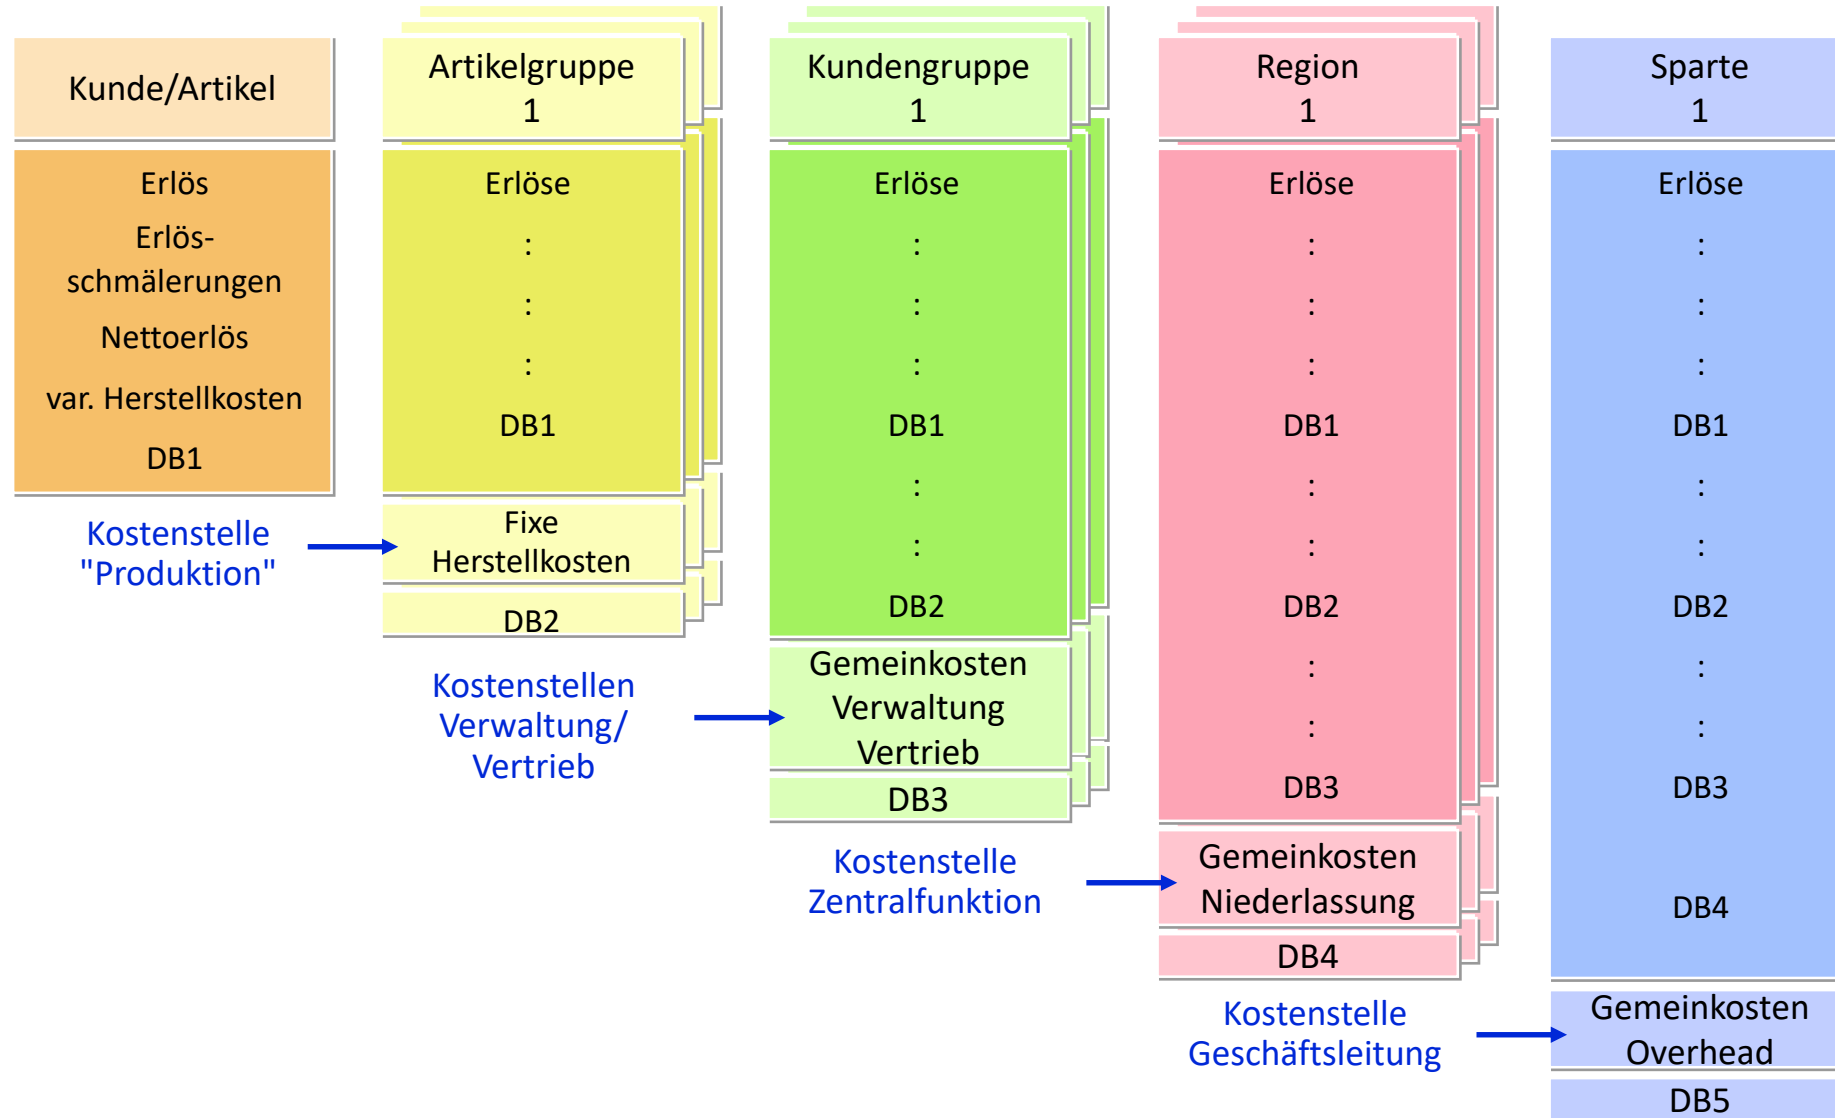 Kunde/Artikel
Erlös
Erlös-
schmälerungen
Nettoerlös
var. Herstellkosten
DB1
Kostenstelle
"Produktion"
Artikelgruppe
1
Erlöse
:
:
:
DB1
Fixe
Herstellkosten
DB2
Kostenstellen
Verwaltung/
Vertrieb
Kundengruppe
1
Erlöse
:
:
:
DB1
:
:
DB2
Gemeinkosten
Verwaltung
Vertrieb
DB3
Kostenstelle
Zentralfunktion
Region
1
Erlöse
:
:
:
DB1
:
:
DB2
:
:
DB3
Gemeinkosten
Niederlassung
DB4
Kostenstelle
Geschäftsleitung
Sparte
1
Erlöse
:
:
:
DB1
:
:
DB2
:
:
DB3
DB4
Gemeinkosten
Overhead
DB5